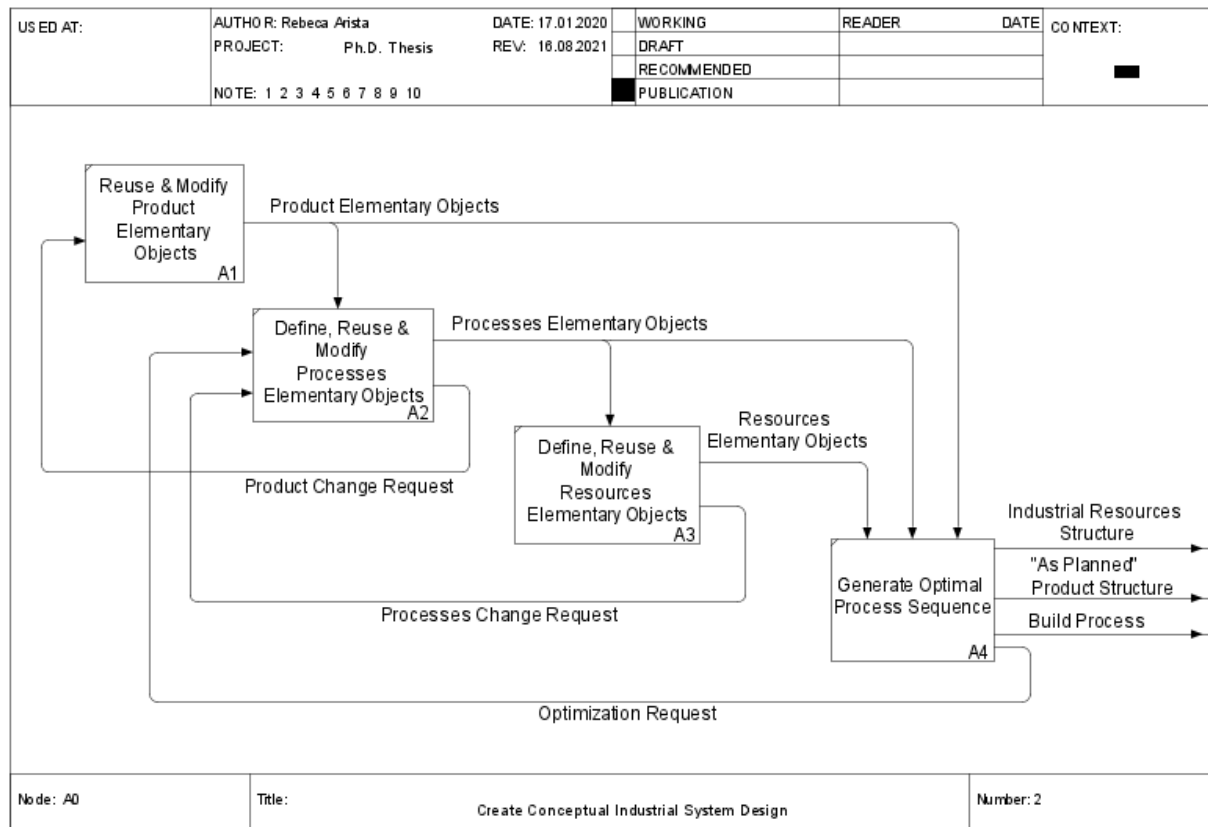 USED AT:
AUTHOR: Rebeca Arista
DATE: 17.01.2020
PROJECT: Ph.D. Thesis
REV: 16.08.2021
NOTE: 1 2 3 4 5 6 7 8 9 10
WORKING
DRAFT
RECOMMENDED
PUBLICATION
READER DATE
CONTEXT:
Reuse & Modify
Product
Elementary
Objects
A1
Product Elementary Objects
Define, Reuse &
Modify
Processes
Elementary Objects
A2
Processes Elementary Objects
Product Change Request
Define, Reuse &
Modify
Resources
Elementary Objects
A3
Resources
Elementary Objects
Processes Change Request
Generate Optimal
Process Sequence
A4
Industrial Resources
Structure
"As Planned"
Product Structure
Build Process
Optimization Request
Node: A0
Title:
Create Conceptual Industrial System Design
Number: 2